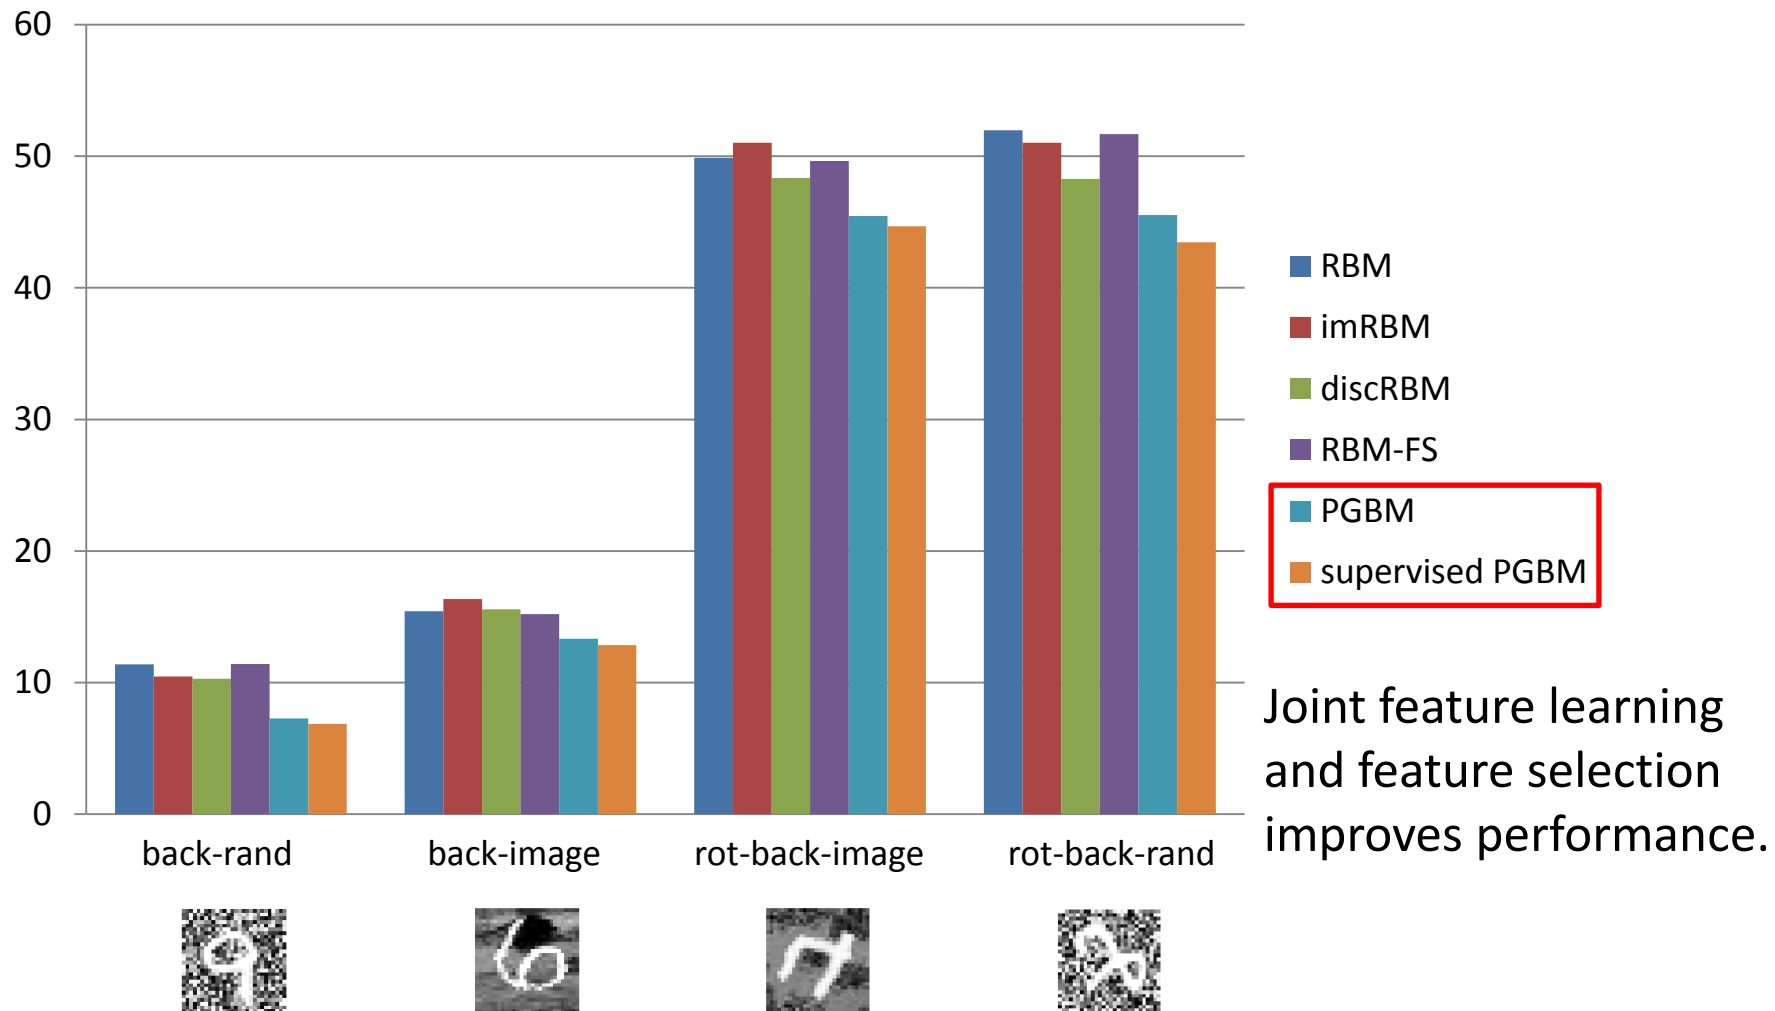 60
50
40
30
20
10
0
back-rand
back-image
rot-back-image
rot-back-rand
RBM
imRBM
discRBM
RBM-FS
PGBM
supervised PGBM
Joint feature learning
and feature selection
improves performance.